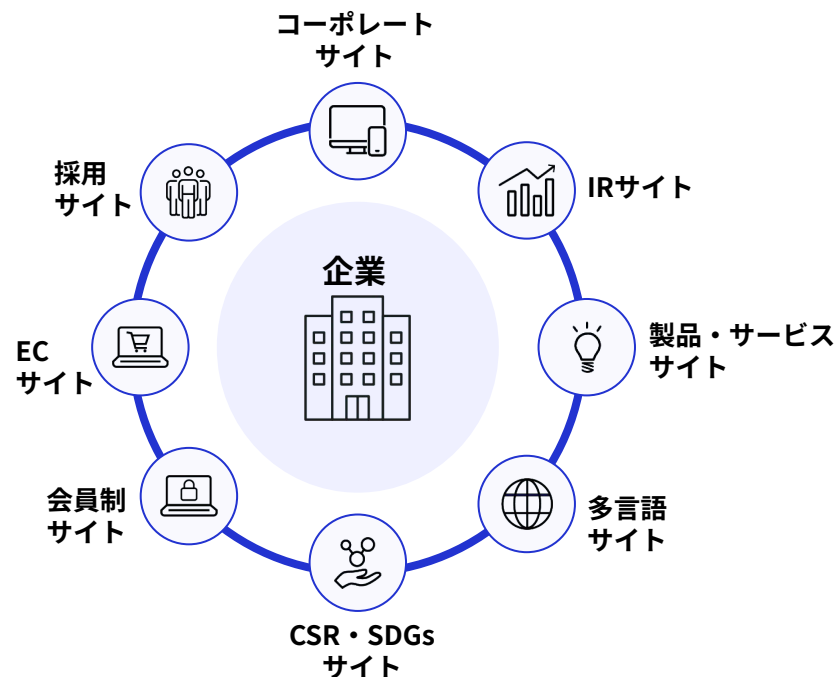 コーポレート
サイト
IRサイト
製品・サービス
サイト
多言語
サイト
CSR・SDGs
サイト
会員制
サイト
EC
サイト
採用
サイト
企業